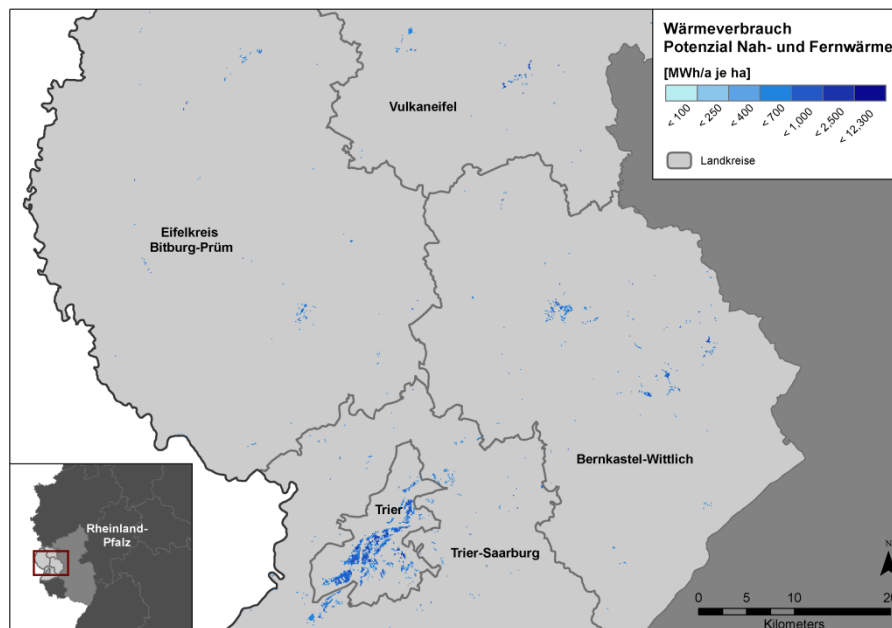 Wärmeverbrauch
Potenzial Nah- und Fernwärme
[MWh/a je ha]
< 100
< 250
< 400
< 700
< 1,000
< 2,500
< 12,300
Landkreise
Vulkaneifel
Eifelkreis
Bitburg-Prüm
Bernkastel-Wittlich
Trier
Trier-Saarburg
Rheinland-
Pfalz
N
0 5 10 20
Kilometers